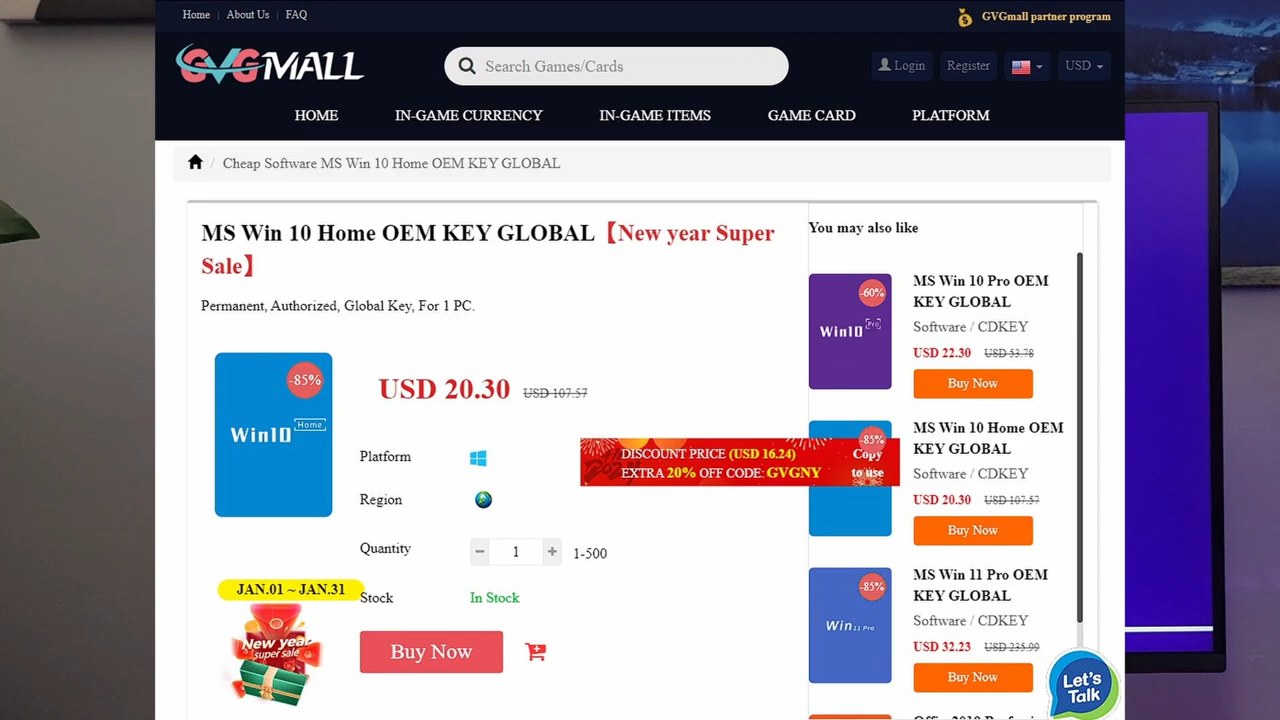 Home | About Us | FAQ
GVGmall partner program
GVGMALL
Search Games/Cards
Login
Register
USD
HOME
IN-GAME CURRENCY
IN-GAME ITEMS
GAME CARD
PLATFORM
/ Cheap Software MS Win 10 Home OEM KEY GLOBAL
MS Win 10 Home OEM KEY GLOBAL【New year Super
Sale】
Permanent, Authorized, Global Key, For 1 PC.
-85%
Win10 Home
USD 20.30 USD 107.57
Platform
Region
Quantity
− 1 + 1-500
Stock
In Stock
Buy Now
JAN.01 ~ JAN.31
New year
super sale
DISCOUNT PRICE (USD 16.24)
EXTRA 20% OFF CODE: GVGNY
Copy
to use
You may also like
-60%
Win10 Pro
MS Win 10 Pro OEM
KEY GLOBAL
Software / CDKEY
USD 22.30 USD 53.78
Buy Now
-85%
MS Win 10 Home OEM
KEY GLOBAL
Software / CDKEY
USD 20.30 USD 107.57
Buy Now
-85%
Win 11 Pro
MS Win 11 Pro OEM
KEY GLOBAL
Software / CDKEY
USD 32.23 USD 235.99
Buy Now
Let's
Talk